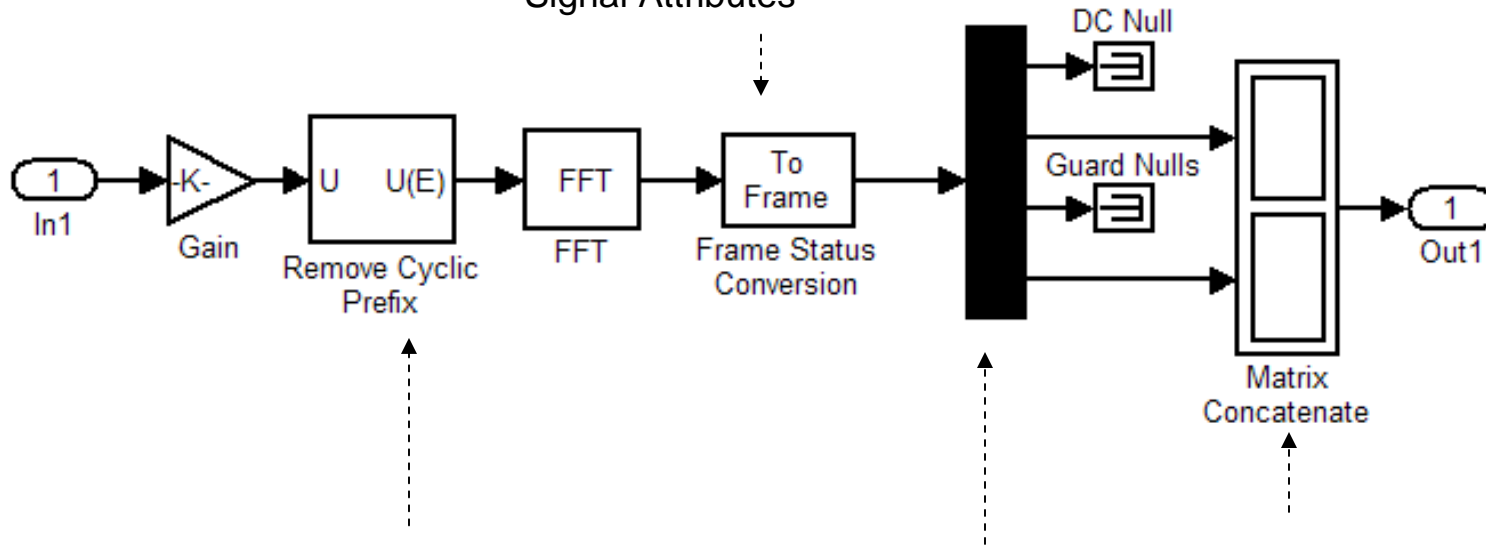 Signal Attributes
DC Null
1
In1
-K-
Gain
U U(E)
Remove Cyclic
Prefix
FFT
FFT
To
Frame
Frame Status
Conversion
Guard Nulls
Matrix
Concatenate
1
Out1